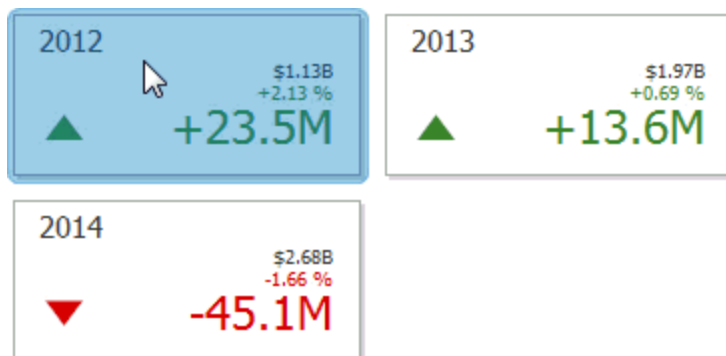 2012
$1.13B
+2.13 %
+23.5M
2013
$1.97B
+0.69 %
+13.6M
2014
$2.68B
-1.66 %
-45.1M